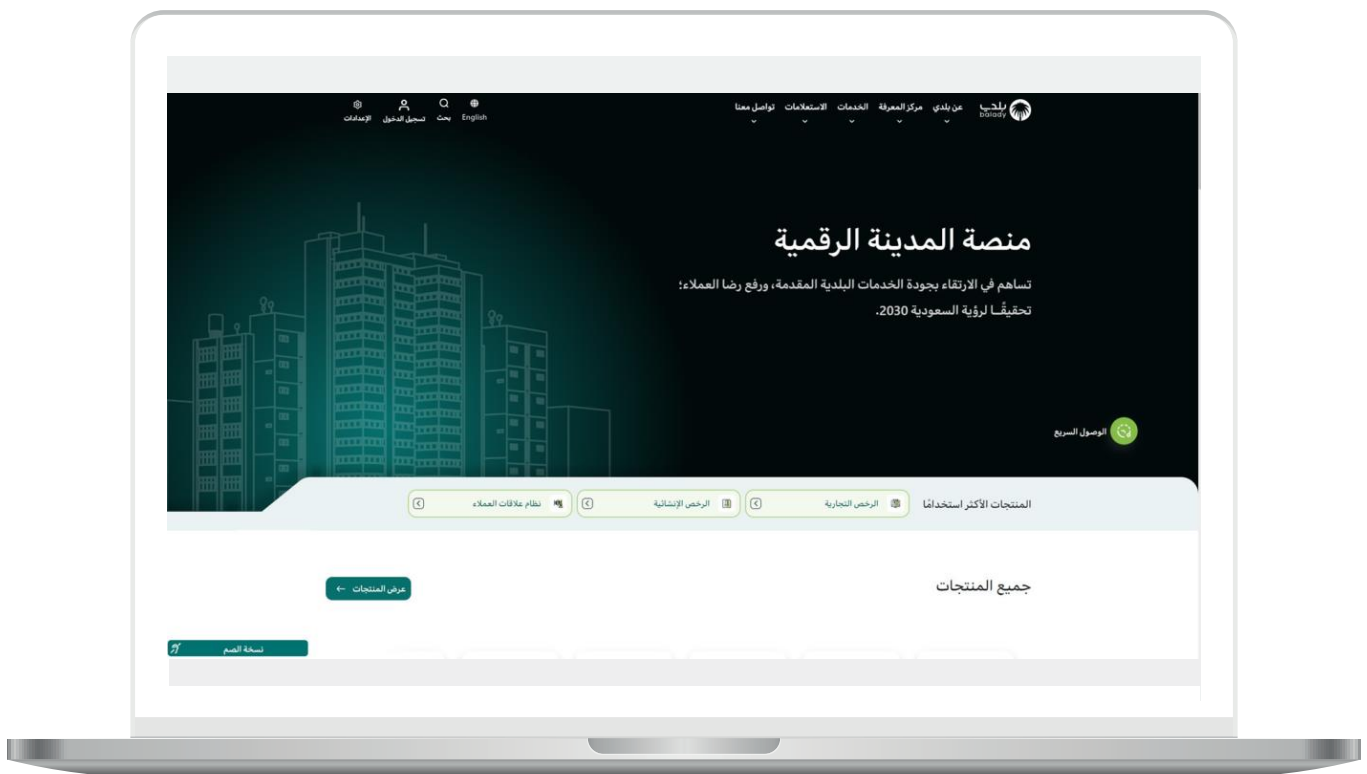 بلدي
balady
عن بلدي
مركز المعرفة
الخدمات
الاستعلامات
تواصل معنا
English
بحث
تسجيل الدخول
الإعدادات
منصة المدينة الرقمية
تساهم في الارتقاء بجودة الخدمات البلدية المقدمة، ورفع رضا العملاء؛
تحقيقًـا لرؤية السعودية 2030.
الوصول السريع
المنتجات الأكثر استخدامًا
الرخص التجارية
الرخص الإنشائية
نظام علاقات العملاء
جميع المنتجات
عرض المنتجات ←
نسخة الصم